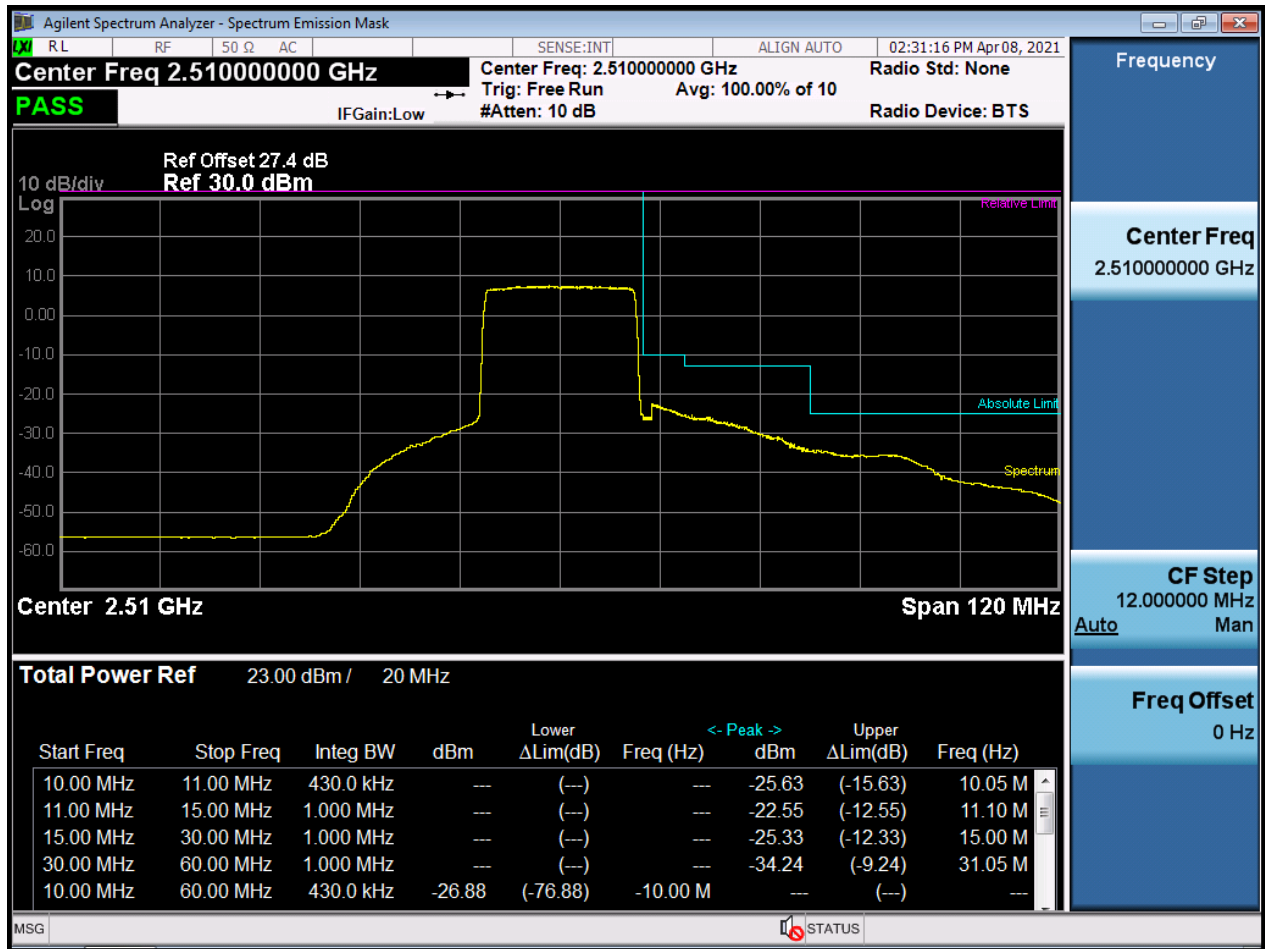 Agilent Spectrum Analyzer - Spectrum Emission Mask
LXI RL RF 50 Ω AC SENSE:INT ALIGN AUTO 02:31:16 PM Apr 08, 2021
Center Freq 2.510000000 GHz
PASS
IFGain:Low
Center Freq: 2.510000000 GHz
Trig: Free Run Avg: 100.00% of 10
#Atten: 10 dB
Radio Std: None
Radio Device: BTS
Ref Offset 27.4 dB
10 dB/div Ref 30.0 dBm
Log
Relative Limit
20.0
10.0
0.00
-10.0
-20.0
Absolute Limit
-30.0
-40.0
Spectrum
-50.0
-60.0
Center 2.51 GHz Span 120 MHz
Total Power Ref 23.00 dBm / 20 MHz
Lower <- Peak -> Upper
Start Freq Stop Freq Integ BW dBm ΔLim(dB) Freq (Hz) dBm ΔLim(dB) Freq (Hz)
10.00 MHz 11.00 MHz 430.0 kHz --- (---) --- -25.63 (-15.63) 10.05 M
11.00 MHz 15.00 MHz 1.000 MHz --- (---) --- -22.55 (-12.55) 11.10 M
15.00 MHz 30.00 MHz 1.000 MHz --- (---) --- -25.33 (-12.33) 15.00 M
30.00 MHz 60.00 MHz 1.000 MHz --- (---) --- -34.24 (-9.24) 31.05 M
10.00 MHz 60.00 MHz 430.0 kHz -26.88 (-76.88) -10.00 M --- (---) ---
MSG STATUS
Frequency
Center Freq
2.510000000 GHz
CF Step
12.000000 MHz
Auto Man
Freq Offset
0 Hz